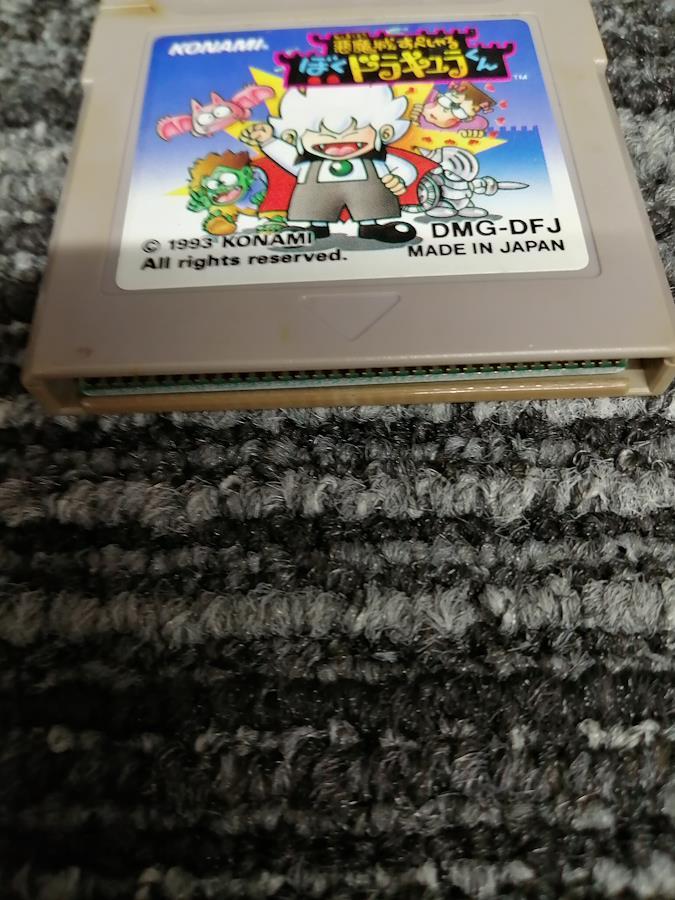 KONAMI
悪魔城すぺしゃる
ぼくドラキュラくん
TM
© 1993 KONAMI
All rights reserved.
DMG-DFJ
MADE IN JAPAN